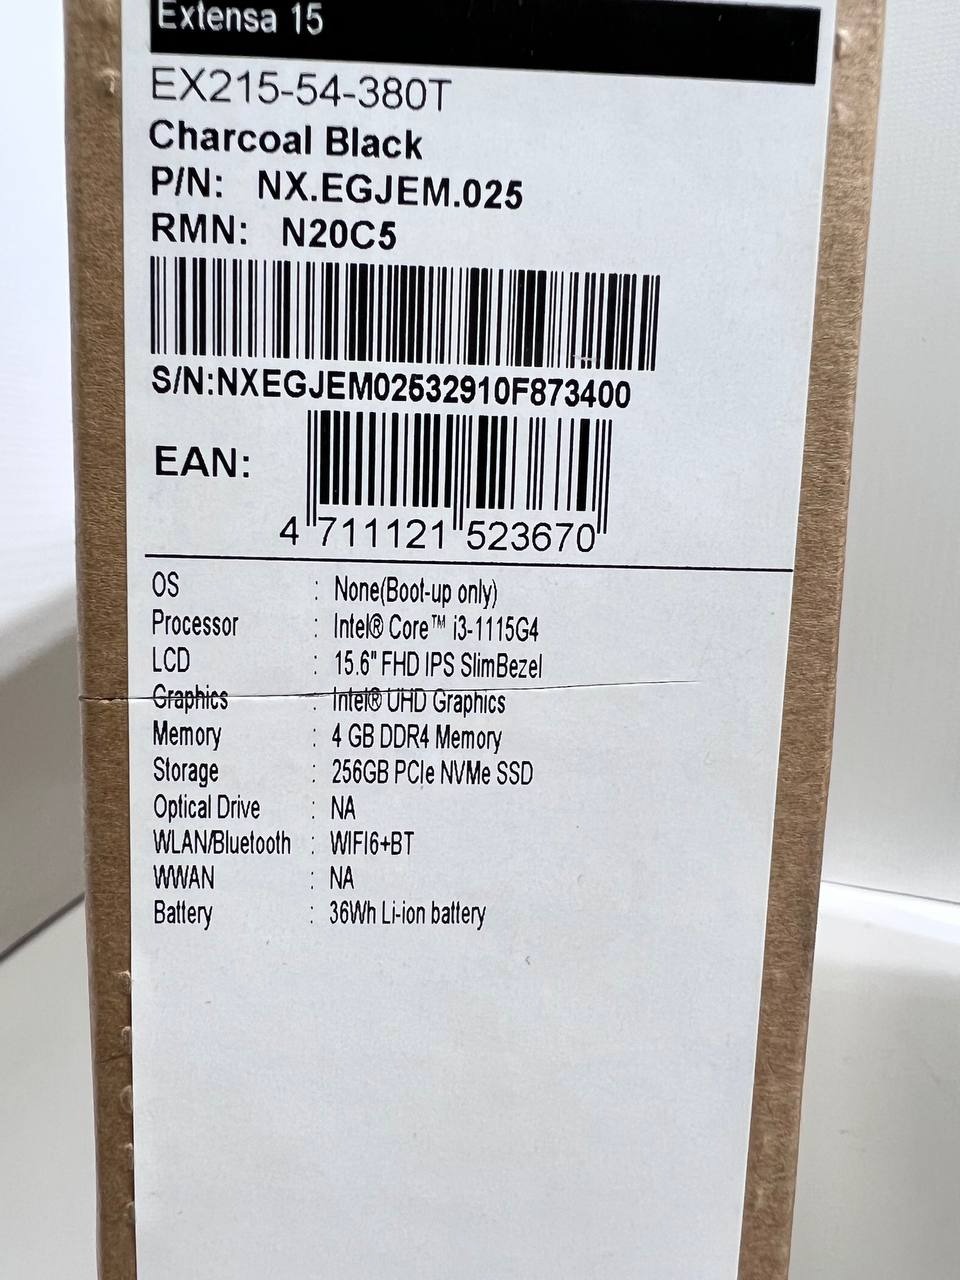 Extensa 15
EX215-54-380T
Charcoal Black
P/N: NX.EGJEM.025
RMN: N20C5
S/N:NXEGJEM02532910F873400
EAN:
4 711121 523670
OS : None(Boot-up only)
Processor : Intel® Core™ i3-1115G4
LCD : 15.6" FHD IPS SlimBezel
Graphics : Intel® UHD Graphics
Memory : 4 GB DDR4 Memory
Storage : 256GB PCIe NVMe SSD
Optical Drive : NA
WLAN/Bluetooth : WIFI6+BT
WWAN : NA
Battery : 36Wh Li-ion battery